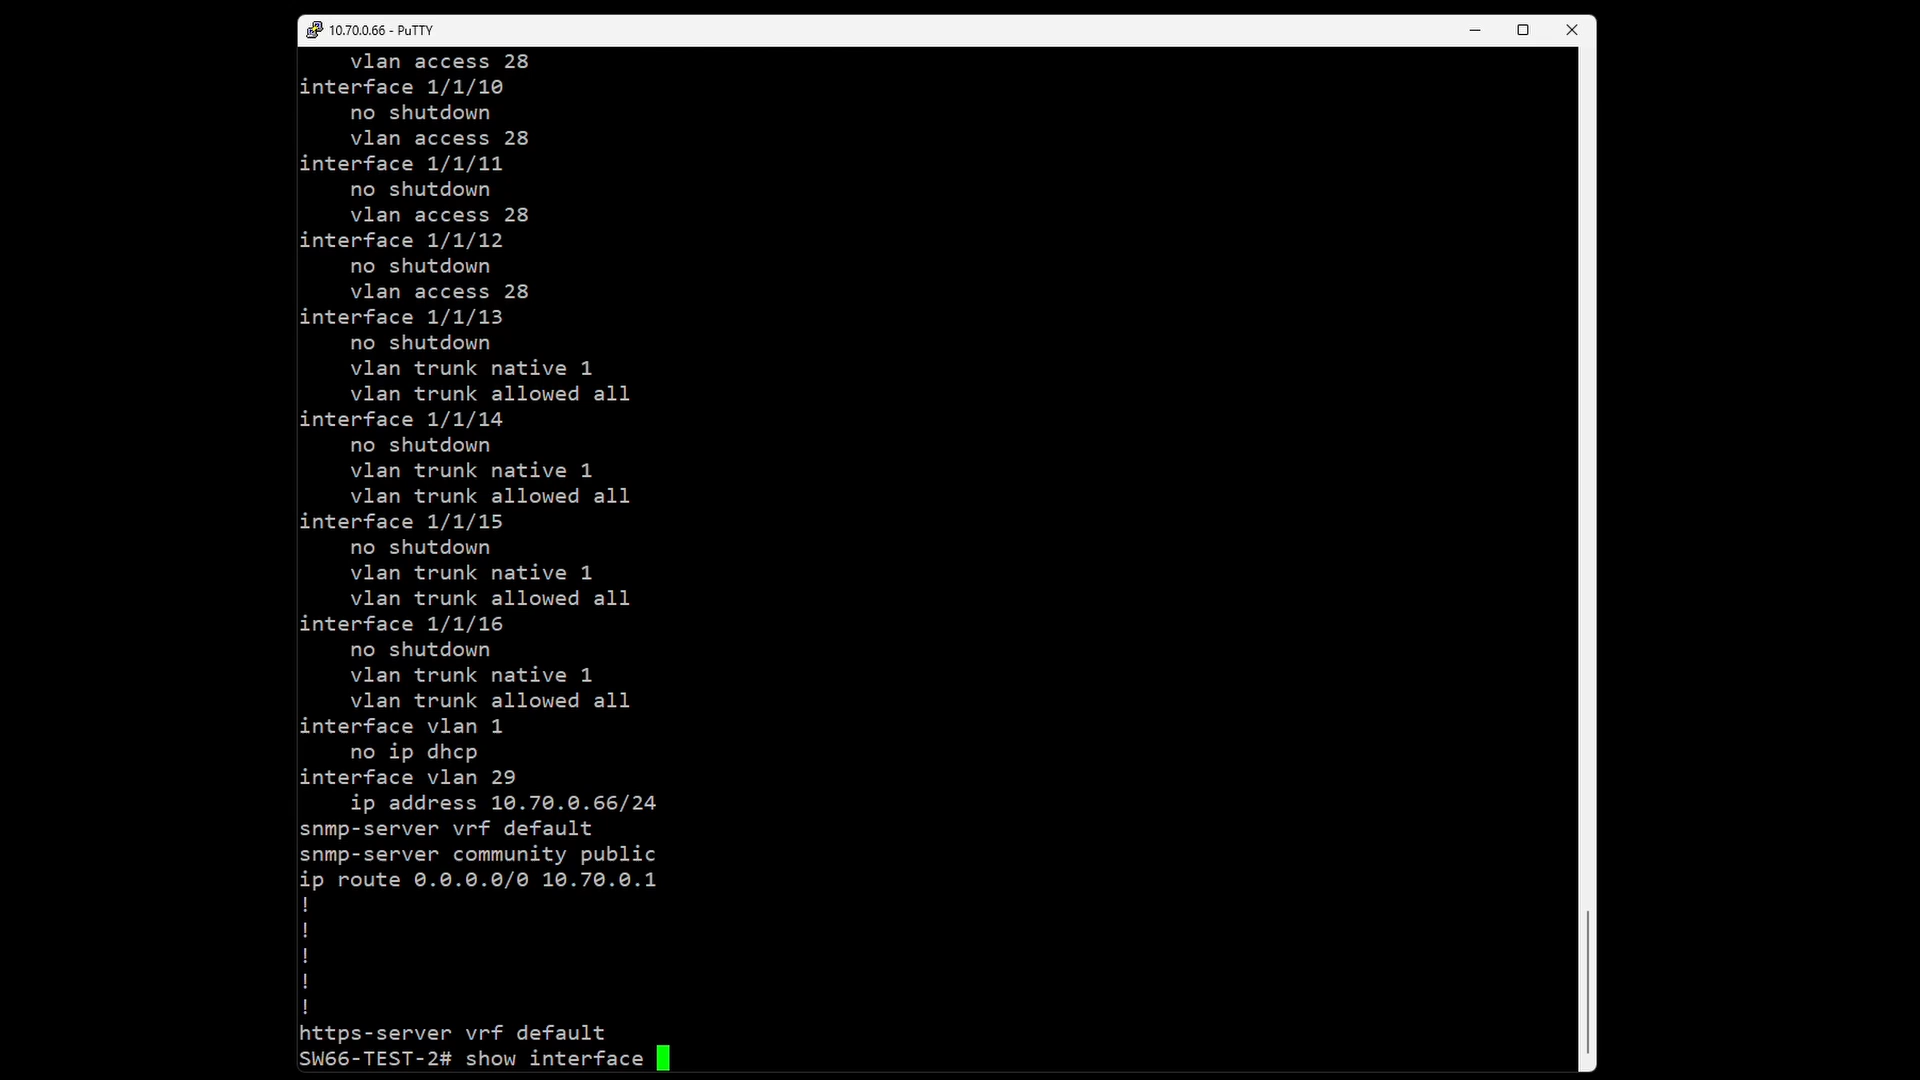 10.70.0.66 - PuTTY
vlan access 28
interface 1/1/10
no shutdown
vlan access 28
interface 1/1/11
no shutdown
vlan access 28
interface 1/1/12
no shutdown
vlan access 28
interface 1/1/13
no shutdown
vlan trunk native 1
vlan trunk allowed all
interface 1/1/14
no shutdown
vlan trunk native 1
vlan trunk allowed all
interface 1/1/15
no shutdown
vlan trunk native 1
vlan trunk allowed all
interface 1/1/16
no shutdown
vlan trunk native 1
vlan trunk allowed all
interface vlan 1
no ip dhcp
interface vlan 29
ip address 10.70.0.66/24
snmp-server vrf default
snmp-server community public
ip route 0.0.0.0/0 10.70.0.1
!
!
!
!
!
https-server vrf default
SW66-TEST-2# show interface